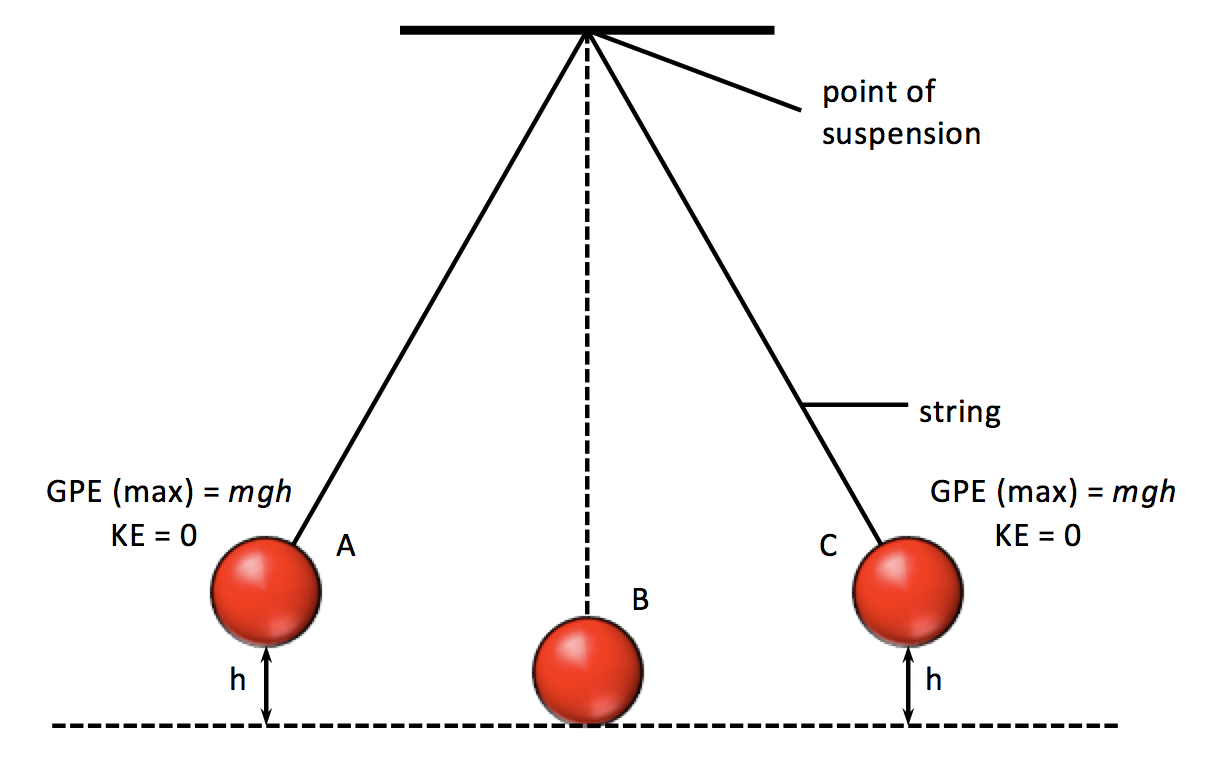 point of
suspension
string
GPE (max) = mgh
KE = 0
A
GPE (max) = mgh
KE = 0
C
B
h
h